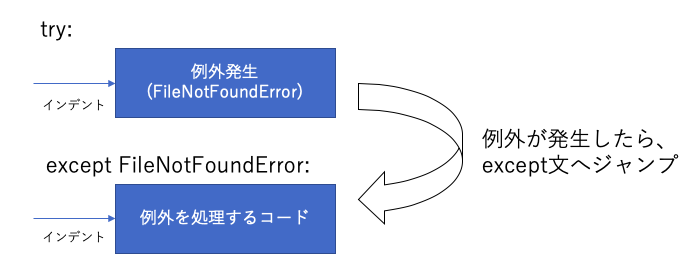 try:
例外発生
(FileNotFoundError)
インデント
例外が発生したら、
except文へジャンプ
except FileNotFoundError:
例外を処理するコード
インデント